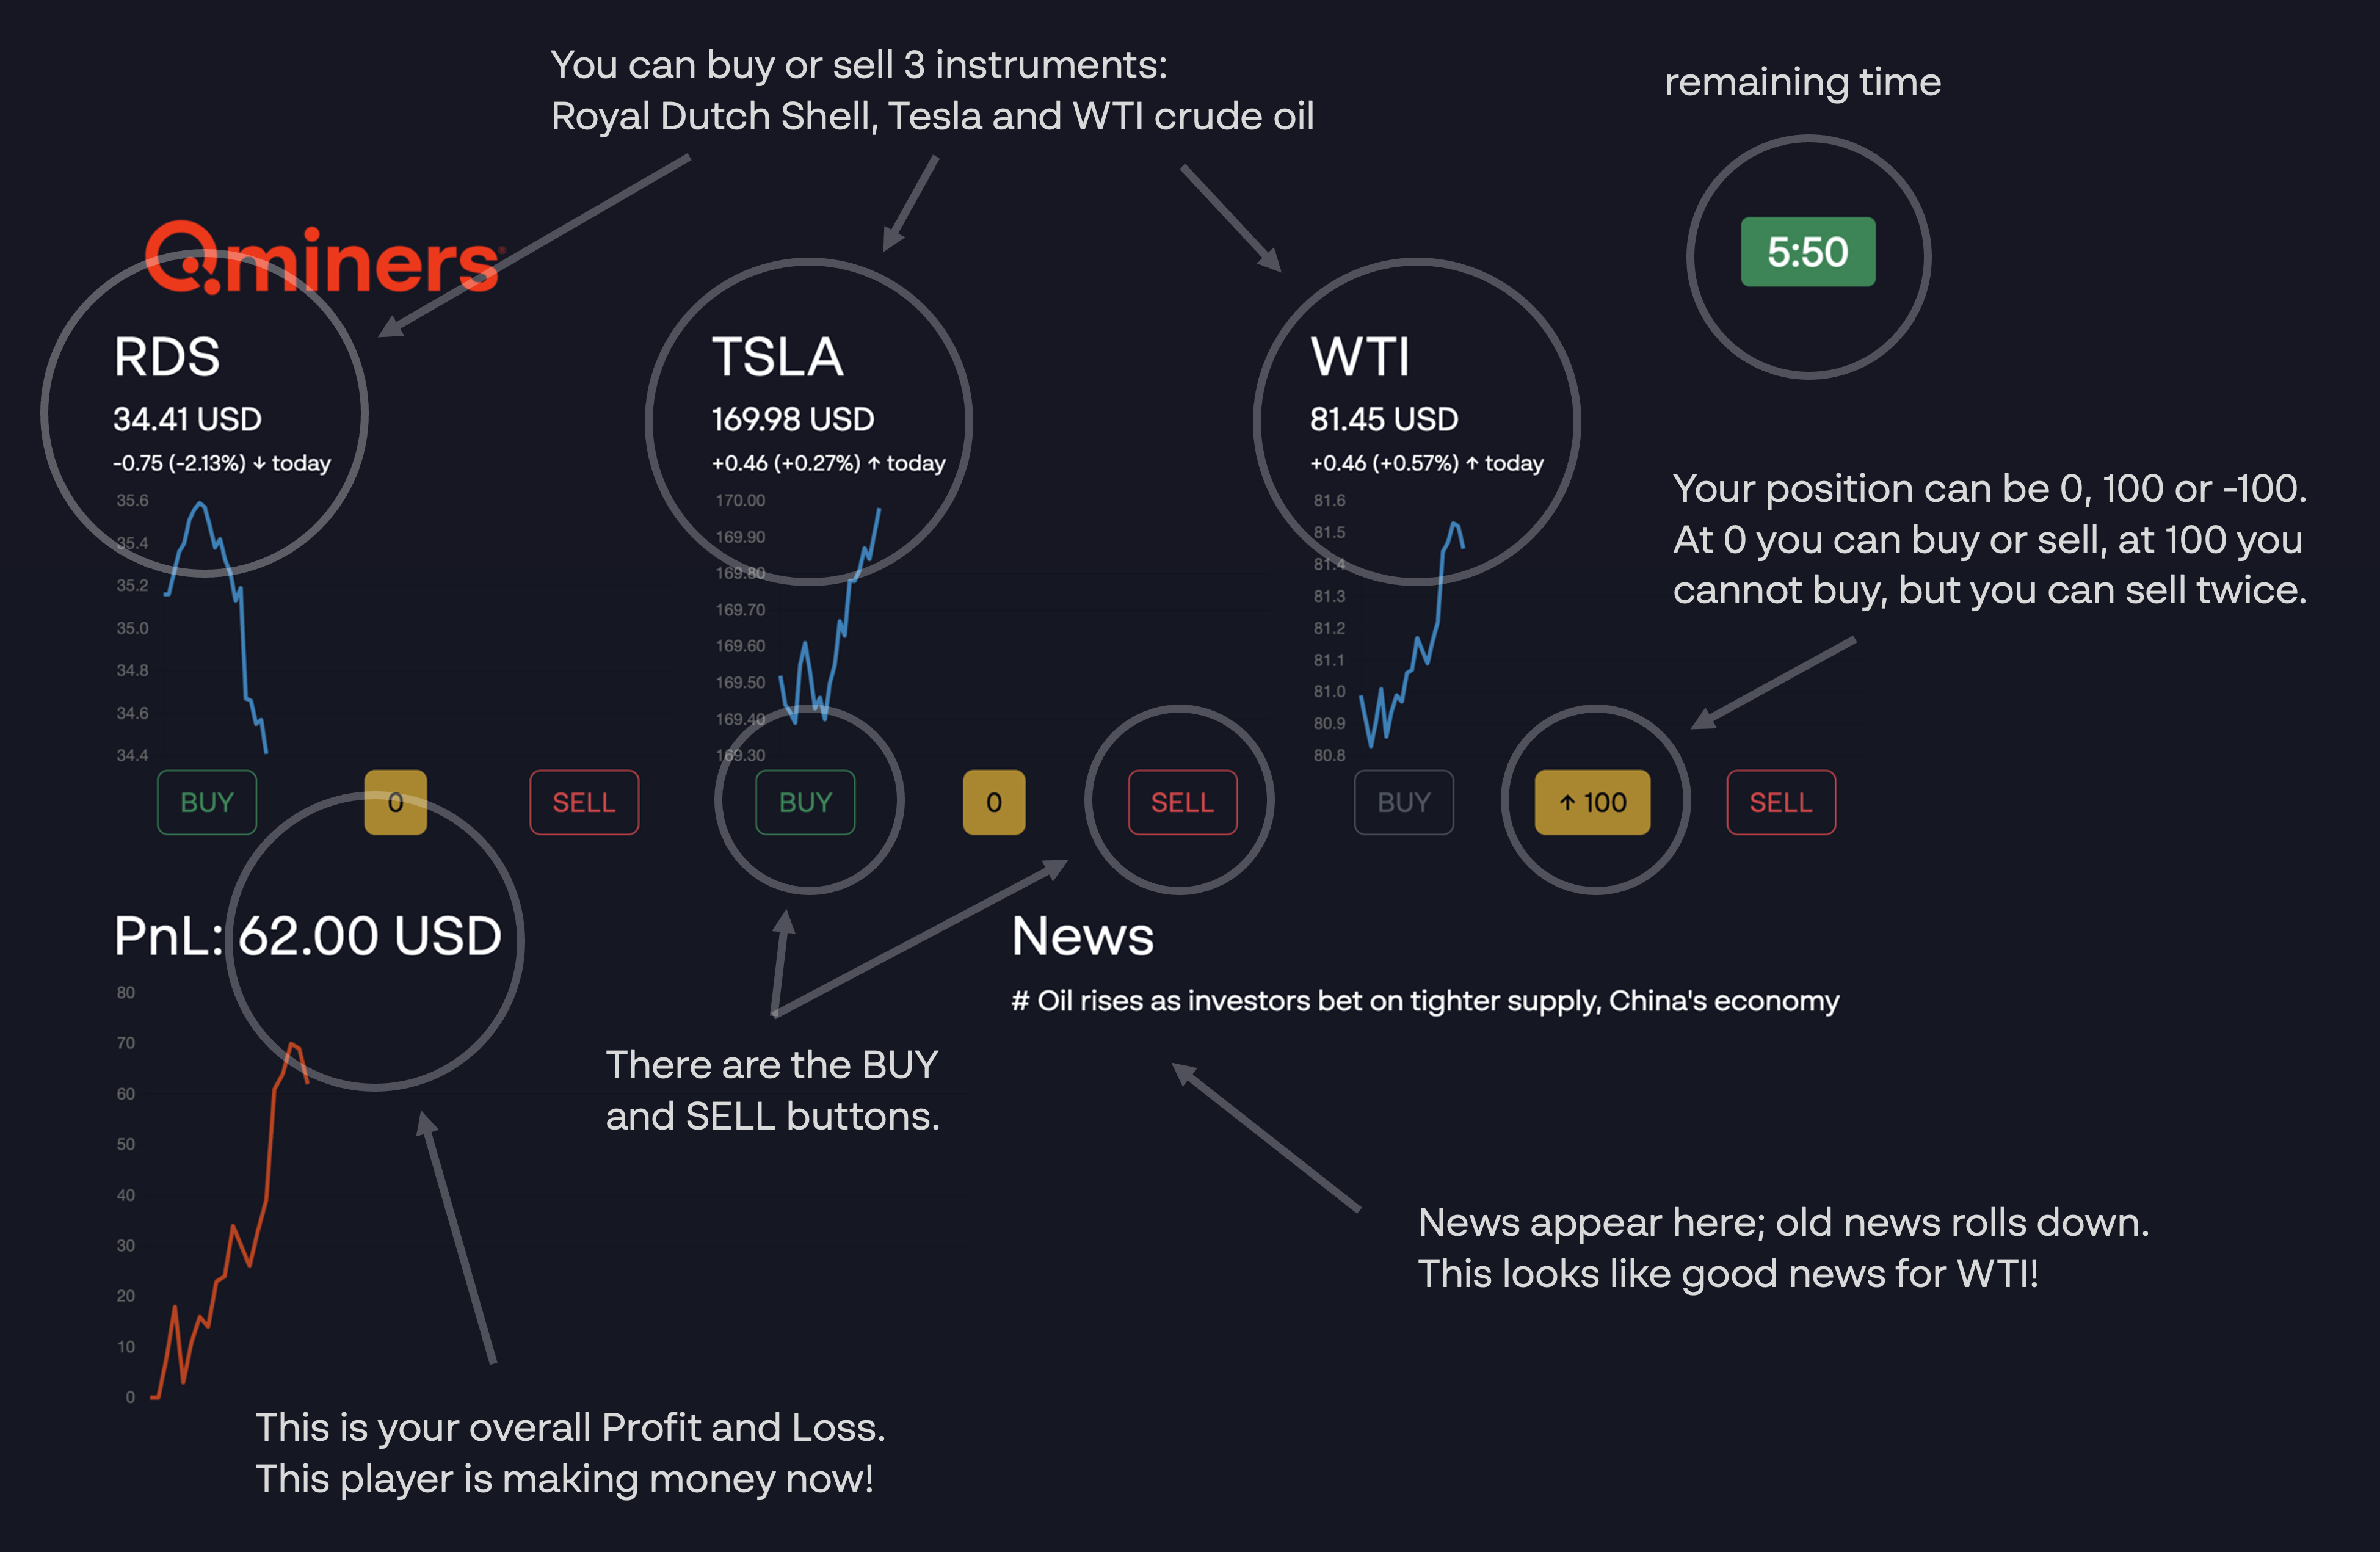 You can buy or sell 3 instruments:
Royal Dutch Shell, Tesla and WTI crude oil
remaining time
5:50
Qminers
RDS
34.41 USD
-0.75 (-2.13%) ↓ today
35.6
35.4
35.2
35.0
34.8
34.6
34.4
BUY
0
SELL
TSLA
169.98 USD
+0.46 (+0.27%) ↑ today
170.00
169.90
169.80
169.70
169.60
169.50
169.40
169.30
BUY
0
SELL
WTI
81.45 USD
+0.46 (+0.57%) ↑ today
81.6
81.5
81.4
81.3
81.2
81.1
81.0
80.9
80.8
BUY
↑ 100
SELL
Your position can be 0, 100 or -100.
At 0 you can buy or sell, at 100 you
cannot buy, but you can sell twice.
PnL: 62.00 USD
80
70
60
50
40
30
20
10
0
There are the BUY
and SELL buttons.
News
# Oil rises as investors bet on tighter supply, China's economy
News appear here; old news rolls down.
This looks like good news for WTI!
This is your overall Profit and Loss.
This player is making money now!